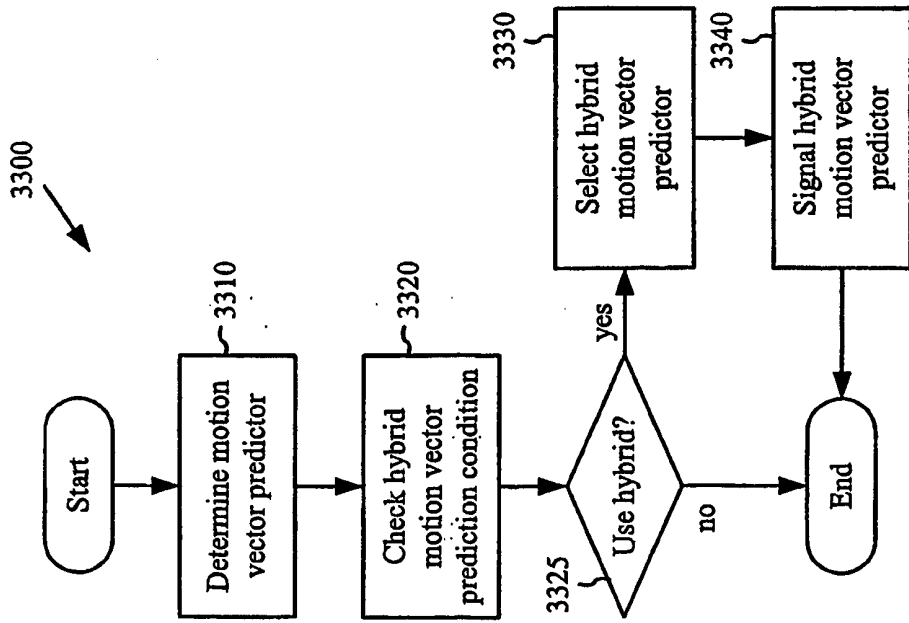 3300
Start
3310
Determine motion
vector predictor
3320
Check hybrid
motion vector
prediction condition
3325
Use hybrid?
yes
no
3330
Select hybrid
motion vector
predictor
3340
Signal hybrid
motion vector
predictor
End